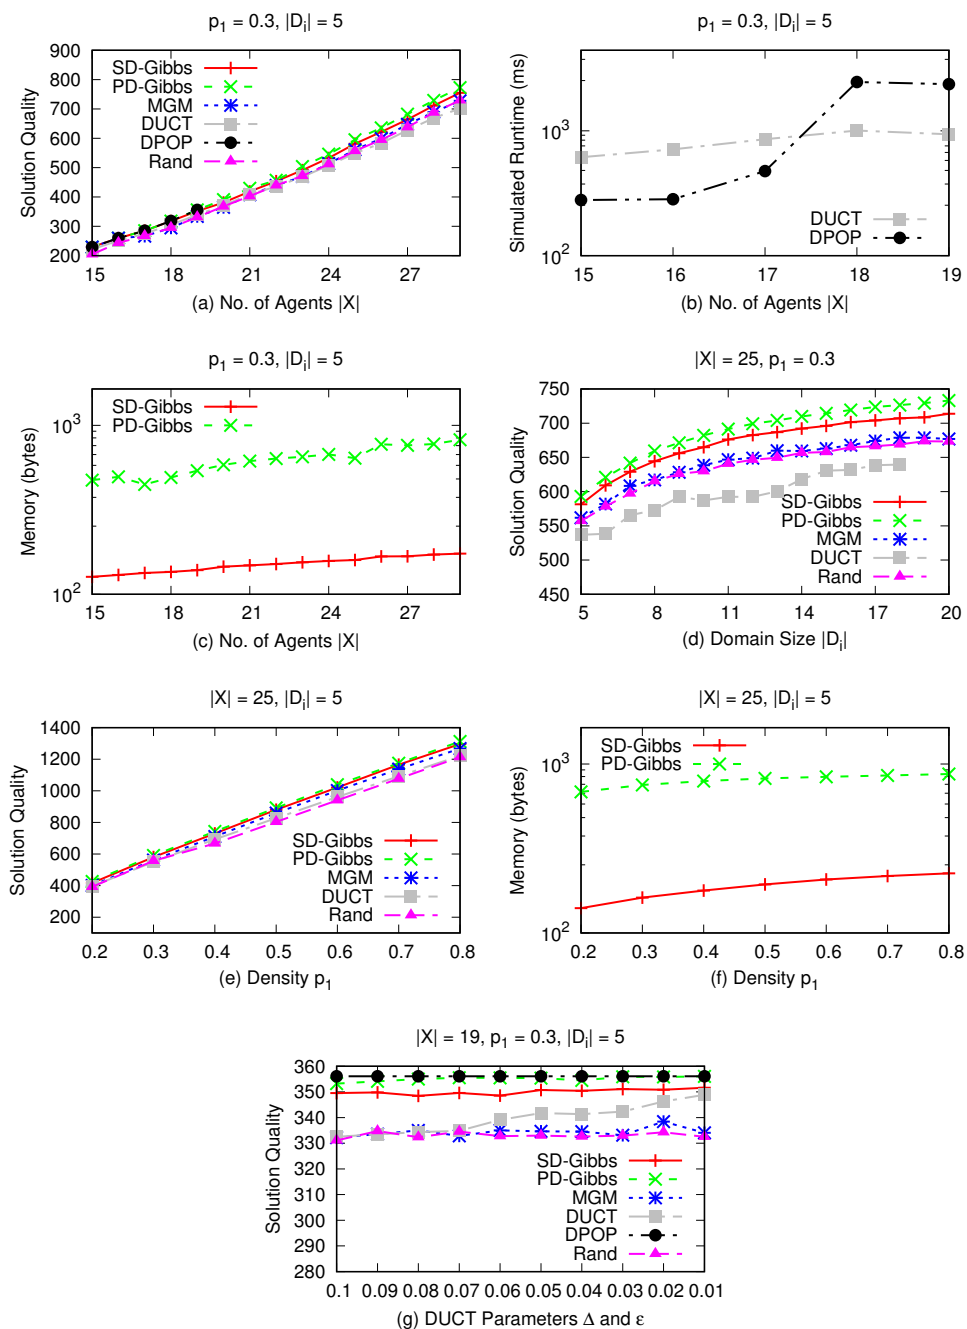 p1 = 0.3, |Di| = 5
900
800
700
600
500
400
300
200
Solution Quality
SD-Gibbs
PD-Gibbs
MGM
DUCT
DPOP
Rand
15 18 21 24 27
(a) No. of Agents |X|
p1 = 0.3, |Di| = 5
10^3
10^2
Simulated Runtime (ms)
DUCT
DPOP
15 16 17 18 19
(b) No. of Agents |X|
p1 = 0.3, |Di| = 5
10^3
10^2
Memory (bytes)
SD-Gibbs
PD-Gibbs
15 18 21 24 27
(c) No. of Agents |X|
|X| = 25, p1 = 0.3
750
700
650
600
550
500
450
Solution Quality
SD-Gibbs
PD-Gibbs
MGM
DUCT
Rand
5 8 11 14 17 20
(d) Domain Size |Di|
|X| = 25, |Di| = 5
1400
1200
1000
800
600
400
200
Solution Quality
SD-Gibbs
PD-Gibbs
MGM
DUCT
Rand
0.2 0.3 0.4 0.5 0.6 0.7 0.8
(e) Density p1
|X| = 25, |Di| = 5
10^3
10^2
Memory (bytes)
SD-Gibbs
PD-Gibbs
0.2 0.3 0.4 0.5 0.6 0.7 0.8
(f) Density p1
|X| = 19, p1 = 0.3, |Di| = 5
360
350
340
330
320
310
300
290
280
Solution Quality
SD-Gibbs
PD-Gibbs
MGM
DUCT
DPOP
Rand
0.1 0.09 0.08 0.07 0.06 0.05 0.04 0.03 0.02 0.01
(g) DUCT Parameters Δ and ε